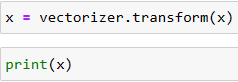 x = vectorizer.transform(x)
print(x)